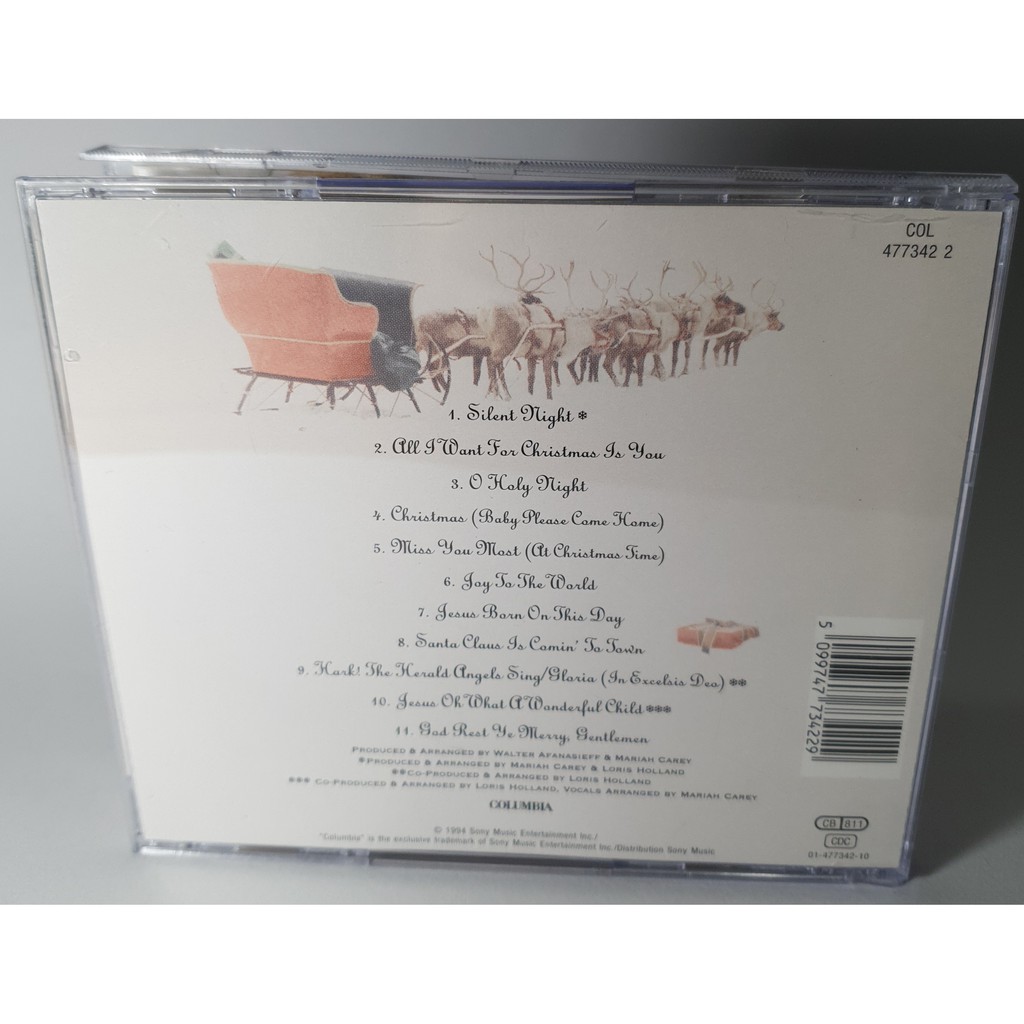 COL
477342 2
1. Silent Night *
2. All I Want For Christmas Is You
3. O Holy Night
4. Christmas (Baby Please Come Home)
5. Miss You Most (At Christmas Time)
6. Joy To The World
7. Jesus Born On This Day
8. Santa Claus Is Comin' To Town
9. Hark! The Herald Angels Sing/Gloria (In Excelsis Deo) **
10. Jesus Oh What A Wonderful Child ***
11. God Rest Ye Merry, Gentlemen
PRODUCED & ARRANGED BY WALTER AFANASIEFF & MARIAH CAREY
*PRODUCED & ARRANGED BY MARIAH CAREY & LORIS HOLLAND
**CO-PRODUCED & ARRANGED BY LORIS HOLLAND
*** CO-PRODUCED & ARRANGED BY LORIS HOLLAND, VOCALS ARRANGED BY MARIAH CAREY
COLUMBIA
© 1994 Sony Music Entertainment Inc./
"Columbia" is the exclusive trademark of Sony Music Entertainment Inc./Distribution Sony Music
5 099747 734229
CB 811
CDC
01-477342-10